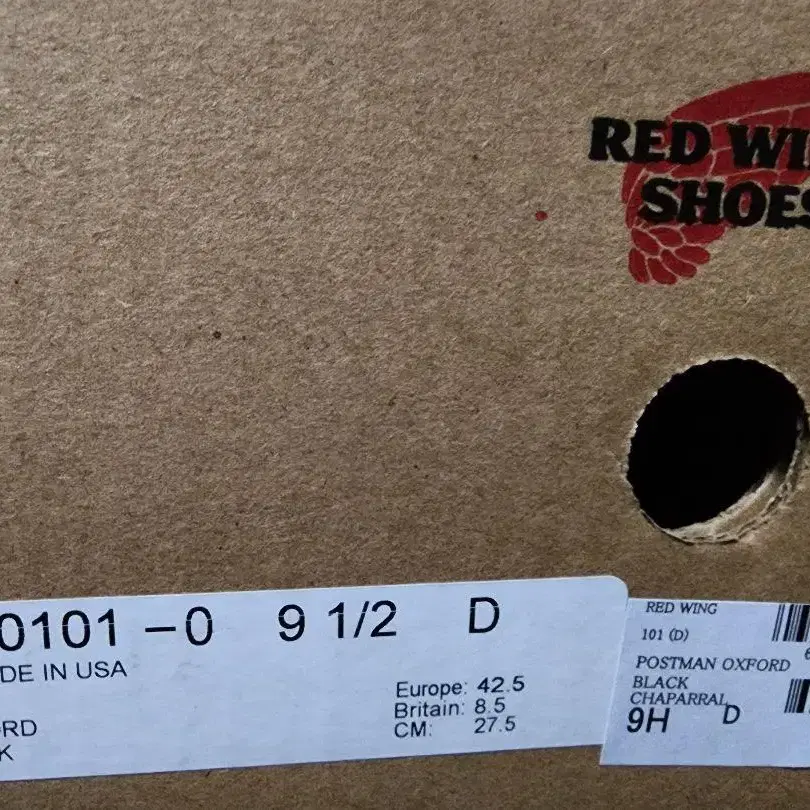 RED WI
SHOES
0101 -0 9 1/2 D
DE IN USA
RD
K
Europe: 42.5
Britain: 8.5
CM: 27.5
RED WING
101 (D)
POSTMAN OXFORD
BLACK
CHAPARRAL
9H D
6